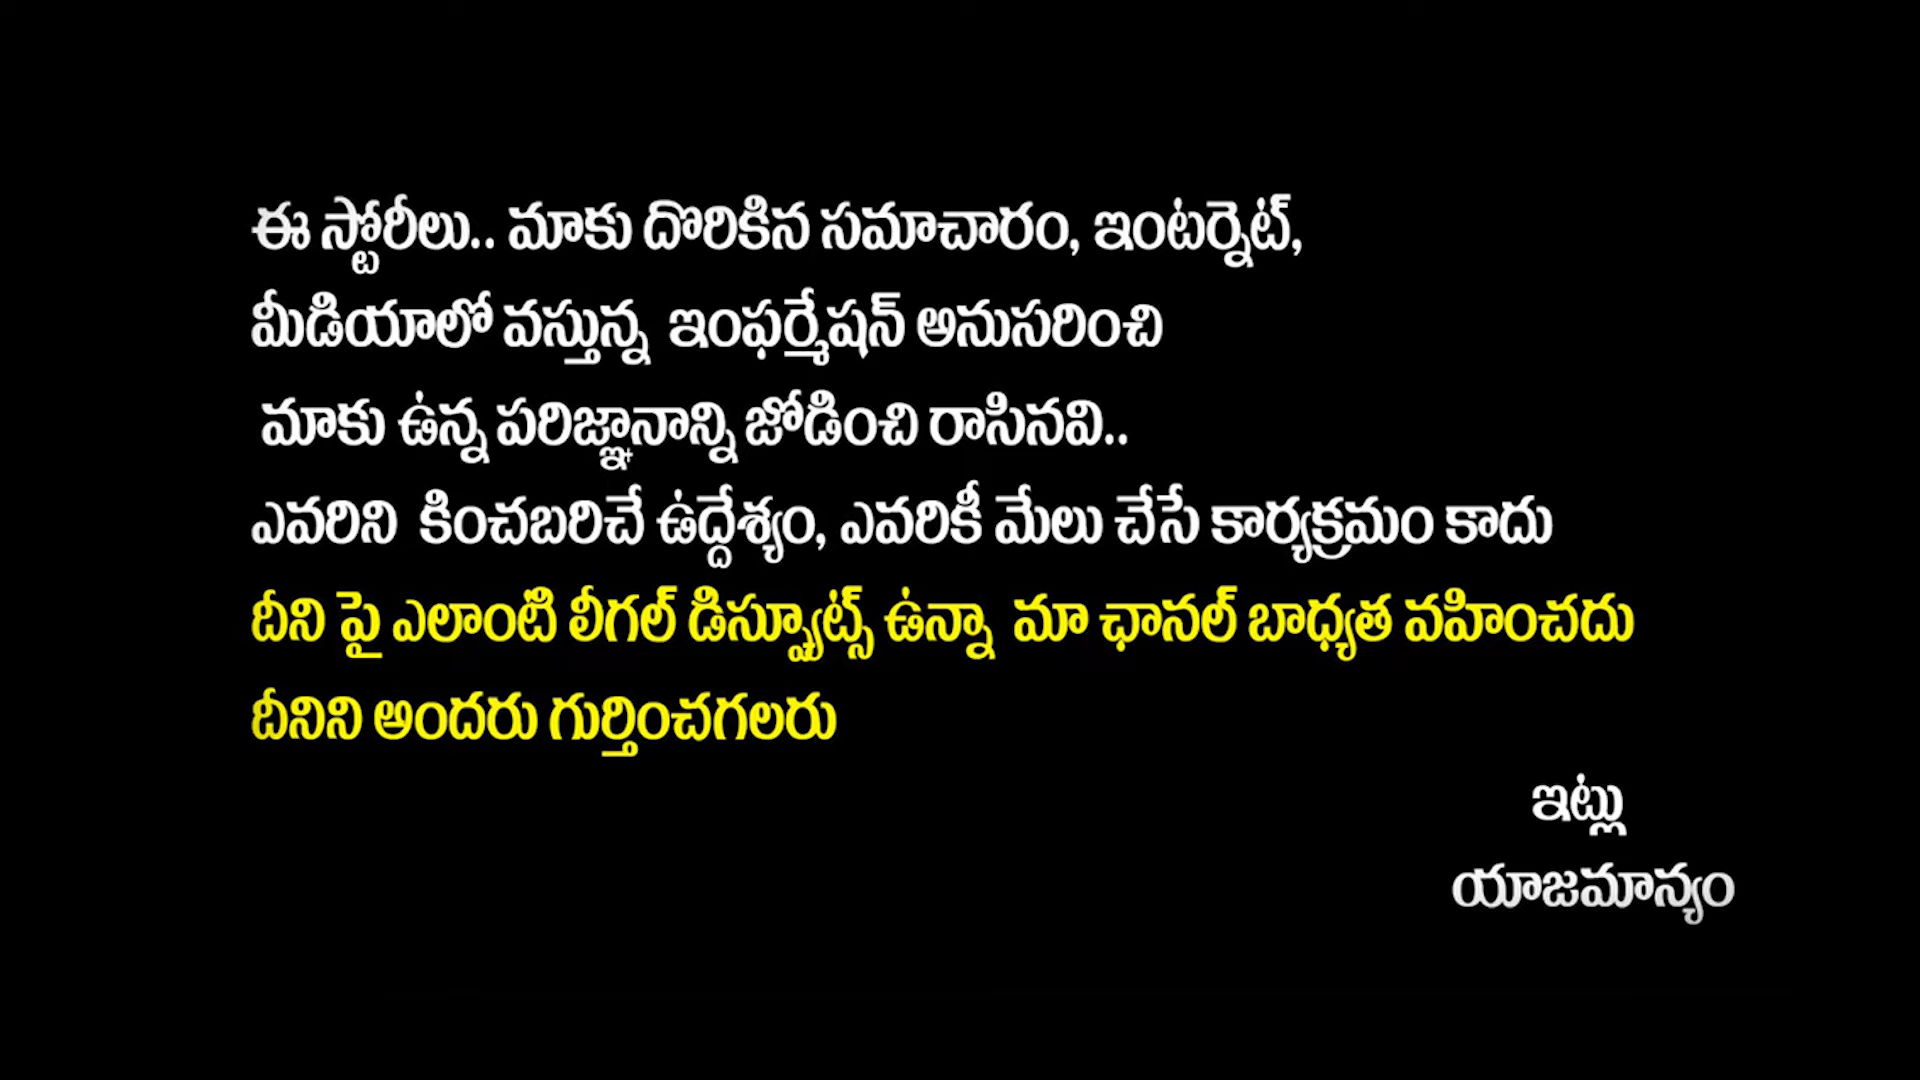 ఈ స్టోరీలు.. మాకు దొరికిన సమాచారం, ఇంటర్నెట్,
మీడియాలో వస్తున్న ఇంఫర్మేషన్ అనుసరించి
మాకు ఉన్న పరిజ్ఞానాన్ని జోడించి రాసినవి..
ఎవరిని కించబరిచే ఉద్దేశ్యం, ఎవరికీ మేలు చేసే కార్యక్రమం కాదు
దీని పై ఎలాంటి లీగల్ డిస్ప్యూట్స్ ఉన్నా మా ఛానల్ బాధ్యత వహించదు
దీనిని అందరు గుర్తించగలరు
ఇట్లు
యాజమాన్యం